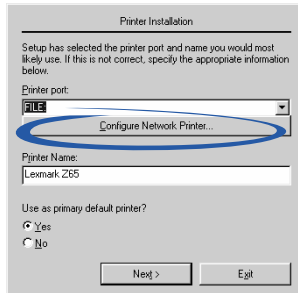 Printer Installation
Setup has selected the printer port and name you would most
likely use. If this is not correct, specify the appropriate information
below.
Printer port:
FILE:
Configure Network Printer...
Printer Name:
Lexmark Z65
Use as primary default printer?
Yes
No
Next >
Exit